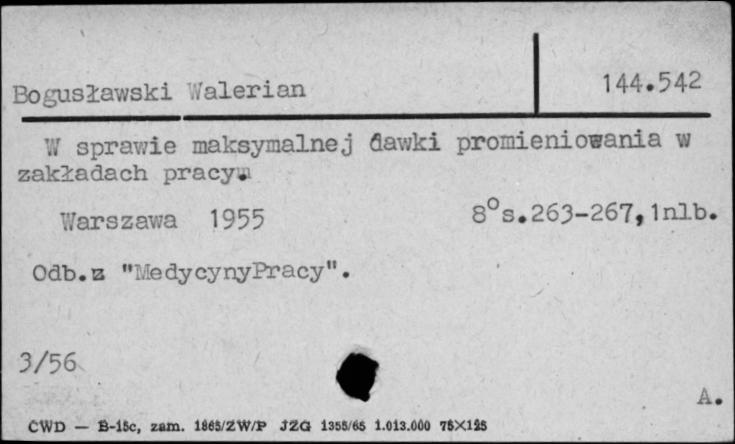 Bogusławski Walerian 144.542
W sprawie maksymalnej dawki promieniowania w
zakładach pracy.
Warszawa 1955 8°s.263-267,1nlb.
Odb.z "MedycynyPracy".
3/56
A.
CWD — B-15c, zam. 1865/ZW/P JZG 1355/65 1.013.000 75X125